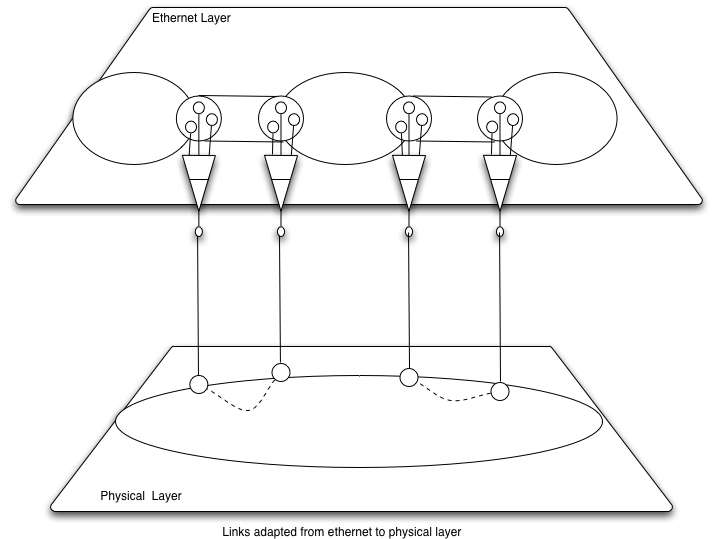 Ethernet Layer
Physical Layer
Links adapted from ethernet to physical layer